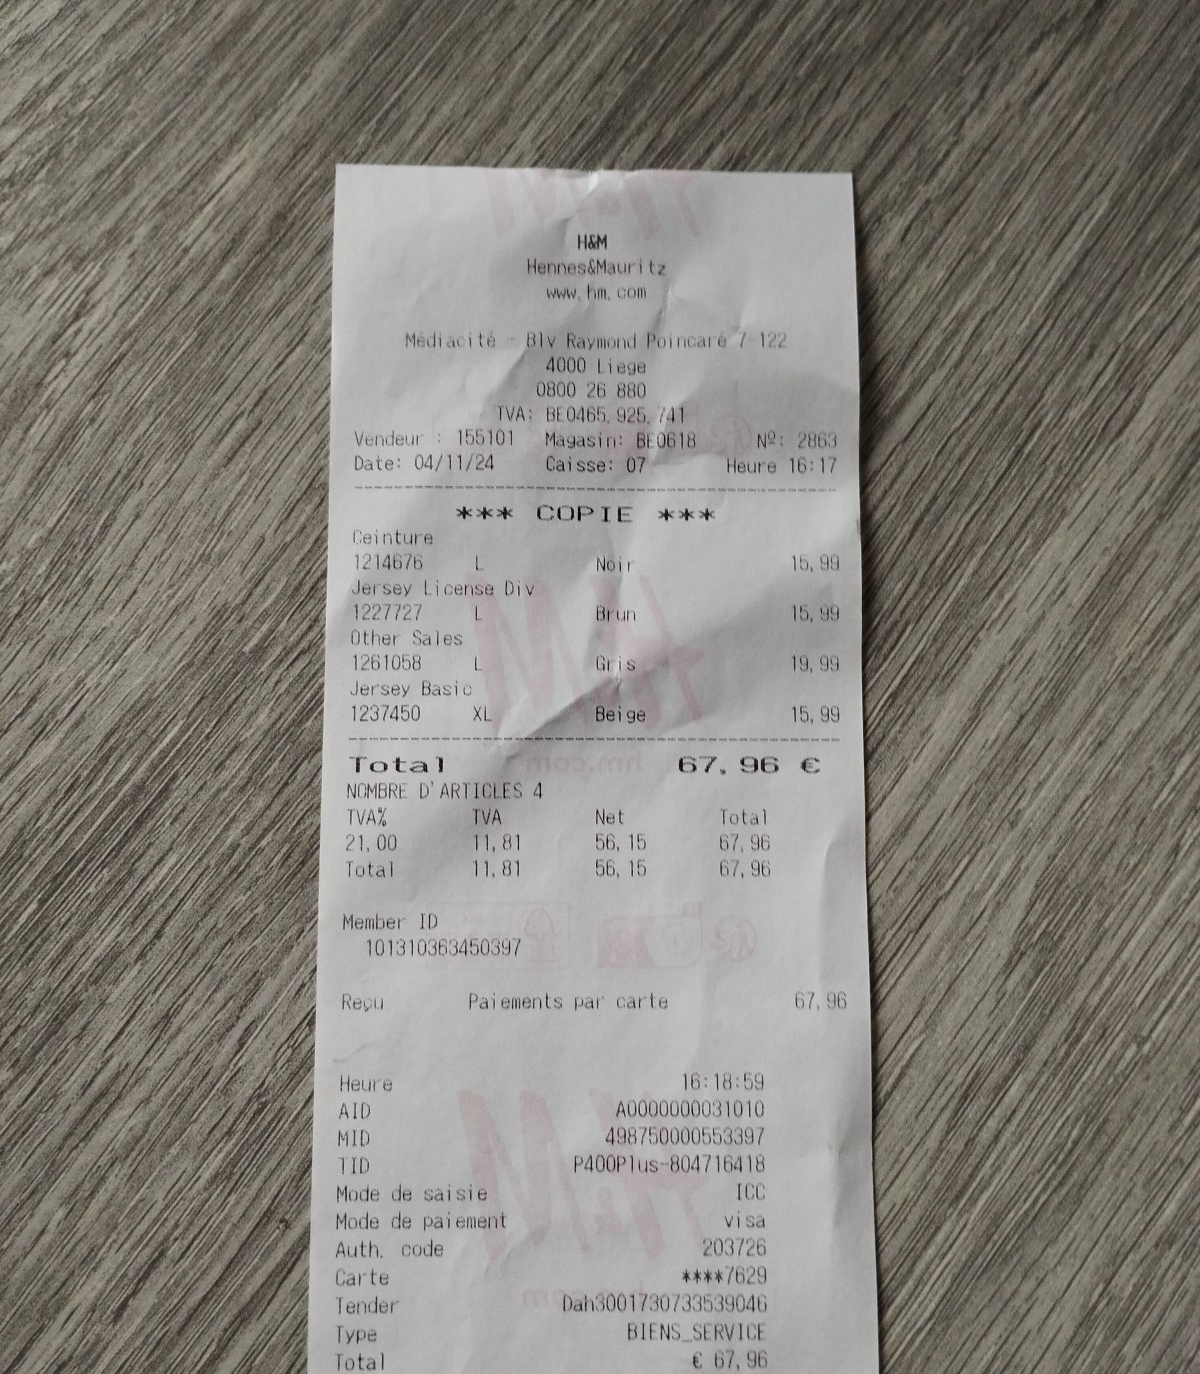 H&M
Hennes&Mauritz
www.hm.com
Médiacité - Blv Raymond Poincaré 7-122
4000 Liege
0800 26 880
TVA: BE0465.925.741
Vendeur : 155101 Magasin: BE0618 Nº: 2863
Date: 04/11/24 Caisse: 07 Heure 16:17
*** COPIE ***
Ceinture
1214676 L Noir 15,99
Jersey License Div
1227727 L Brun 15,99
Other Sales
1261058 L Gris 19,99
Jersey Basic
1237450 XL Beige 15,99
Total 67,96 €
NOMBRE D'ARTICLES 4
TVA% TVA Net Total
21,00 11,81 56,15 67,96
Total 11,81 56,15 67,96
Member ID
101310363450397
Reçu Paiements par carte 67,96
Heure 16:18:59
AID A0000000031010
MID 498750000553397
TID P400Plus-804716418
Mode de saisie ICC
Mode de paiement visa
Auth. code 203726
Carte ****7629
Tender Dah3001730733539046
Type BIENS_SERVICE
Total € 67,96